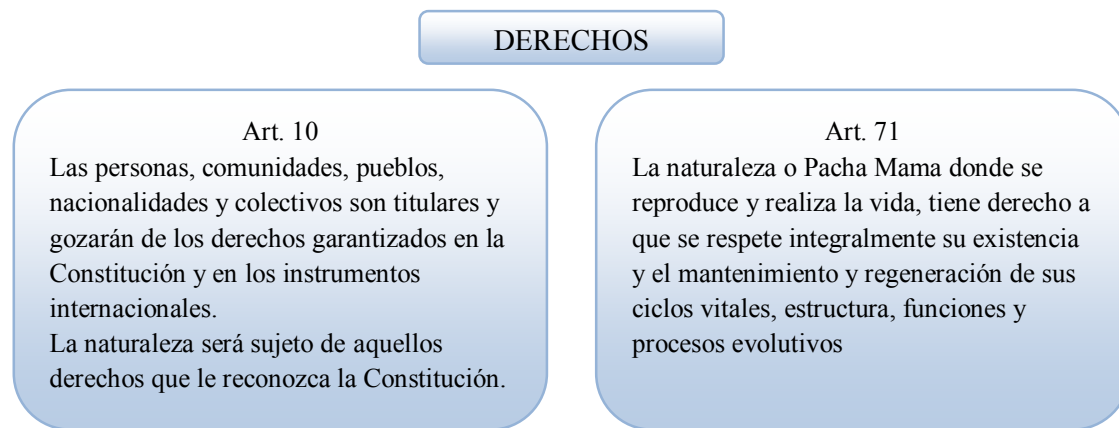 DERECHOS
Art. 10
Las personas, comunidades, pueblos,
nacionalidades y colectivos son titulares y
gozarán de los derechos garantizados en la
Constitución y en los instrumentos
internacionales.
La naturaleza será sujeto de aquellos
derechos que le reconozca la Constitución.
Art. 71
La naturaleza o Pacha Mama donde se
reproduce y realiza la vida, tiene derecho a
que se respete integralmente su existencia
y el mantenimiento y regeneración de sus
ciclos vitales, estructura, funciones y
procesos evolutivos